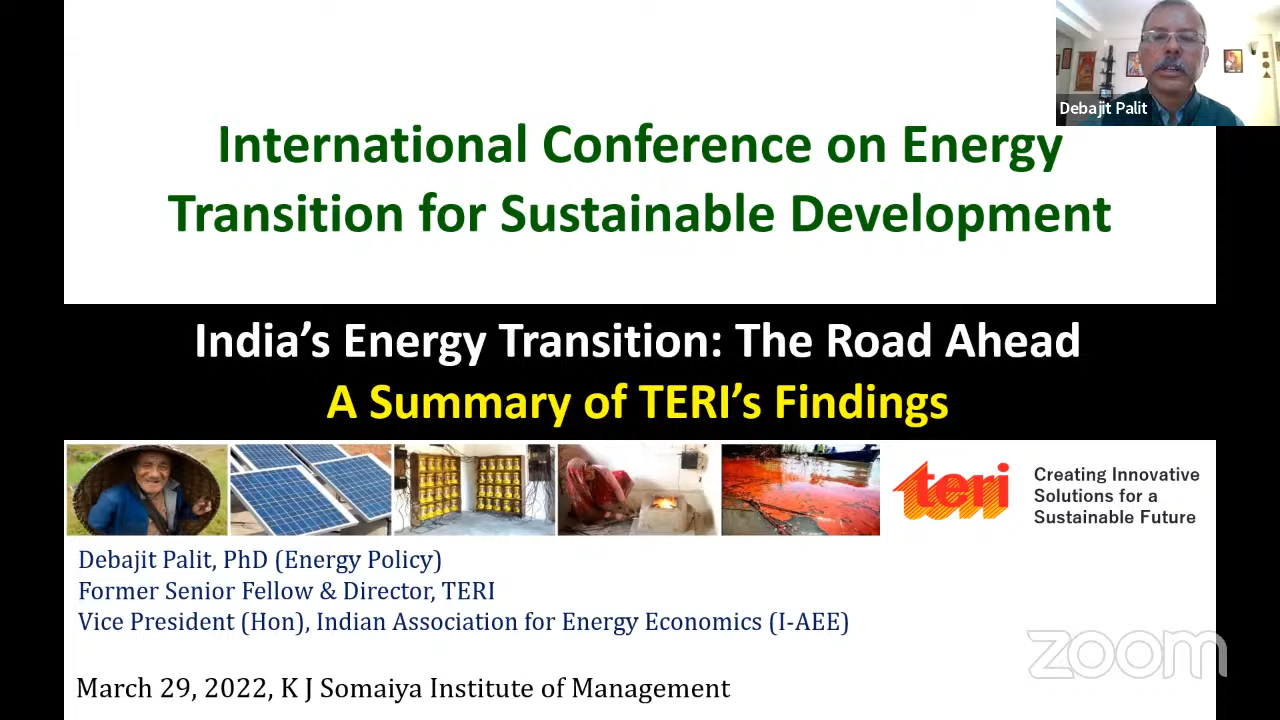 Debajit Palit
International Conference on Energy
Transition for Sustainable Development
India's Energy Transition: The Road Ahead
A Summary of TERI's Findings
teri
Creating Innovative
Solutions for a
Sustainable Future
Debajit Palit, PhD (Energy Policy)
Former Senior Fellow & Director, TERI
Vice President (Hon), Indian Association for Energy Economics (I-AEE)
zoom
March 29, 2022, K J Somaiya Institute of Management